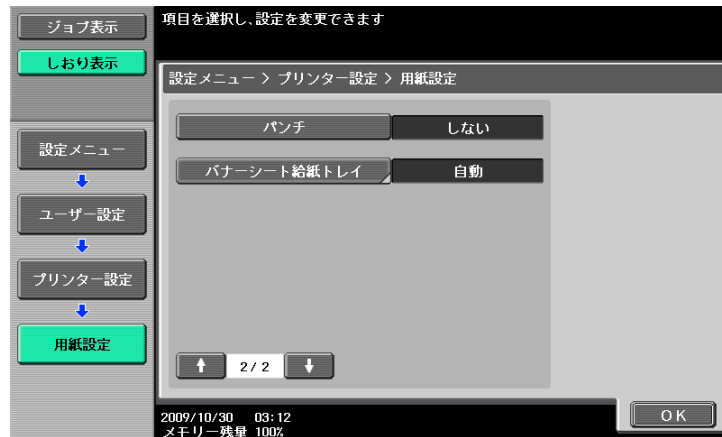 ジョブ表示
しおり表示
設定メニュー
ユーザー設定
プリンター設定
用紙設定
項目を選択し、設定を変更できます
設定メニュー > プリンター設定 > 用紙設定
パンチ しない
バナーシート給紙トレイ 自動
2/2
2009/10/30 03:12
メモリー残量 100%
OK